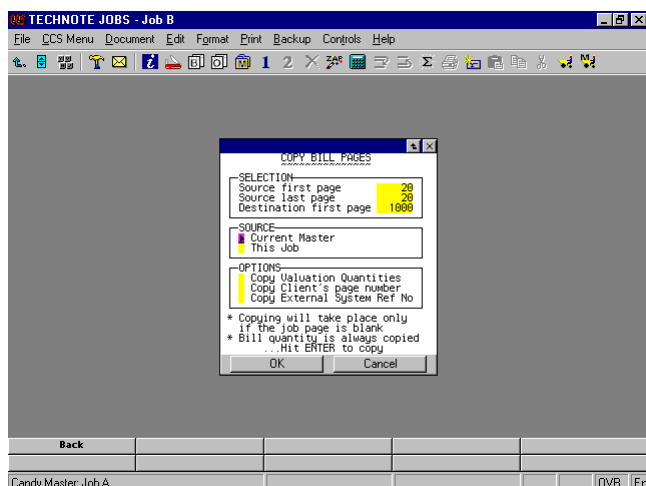 TECHNOTE JOBS - Job B
File CCS Menu Document Edit Format Print Backup Controls Help
1 2 ZAR Σ
COPY BILL PAGES
SELECTION
Source first page 20
Source last page 20
Destination first page 1000
SOURCE
Current Master
This Job
OPTIONS
Copy Valuation Quantities
Copy Client's page number
Copy External System Ref No
* Copying will take place only
if the job page is blank
* Bill quantity is always copied
...Hit ENTER to copy
OK Cancel
Back
Candy Master: Job A OVR